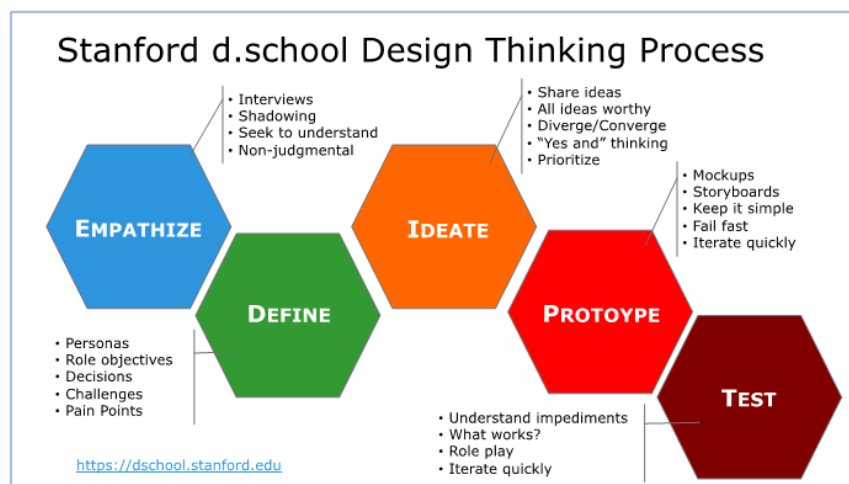 Stanford d.school Design Thinking Process
• Interviews
• Shadowing
• Seek to understand
• Non-judgmental
EMPATHIZE
• Personas
• Role objectives
• Decisions
• Challenges
• Pain Points
DEFINE
• Share ideas
• All ideas worthy
• Diverge/Converge
• "Yes and" thinking
• Prioritize
IDEATE
• Mockups
• Storyboards
• Keep it simple
• Fail fast
• Iterate quickly
PROTOYPE
• Understand impediments
• What works?
• Role play
• Iterate quickly
TEST
https://dschool.stanford.edu